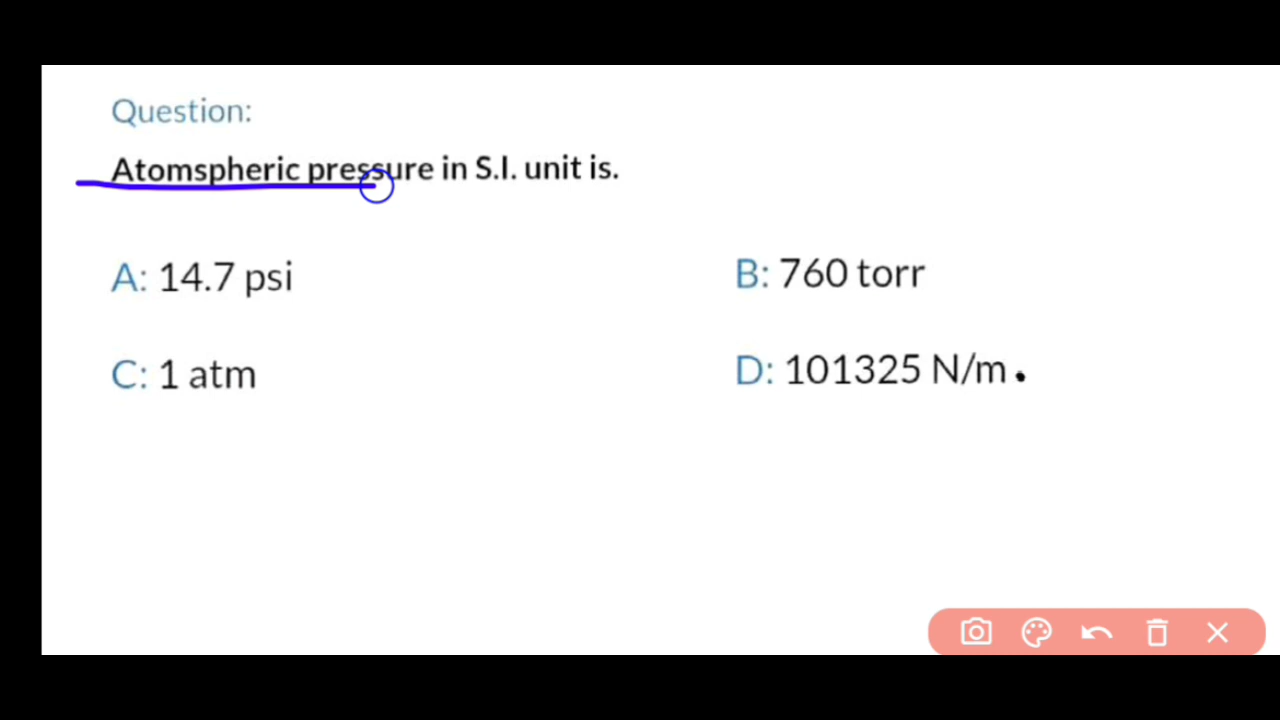 Question:
Atomspheric pressure in S.I. unit is.
A: 14.7 psi
B: 760 torr
C: 1 atm
D: 101325 N/m.